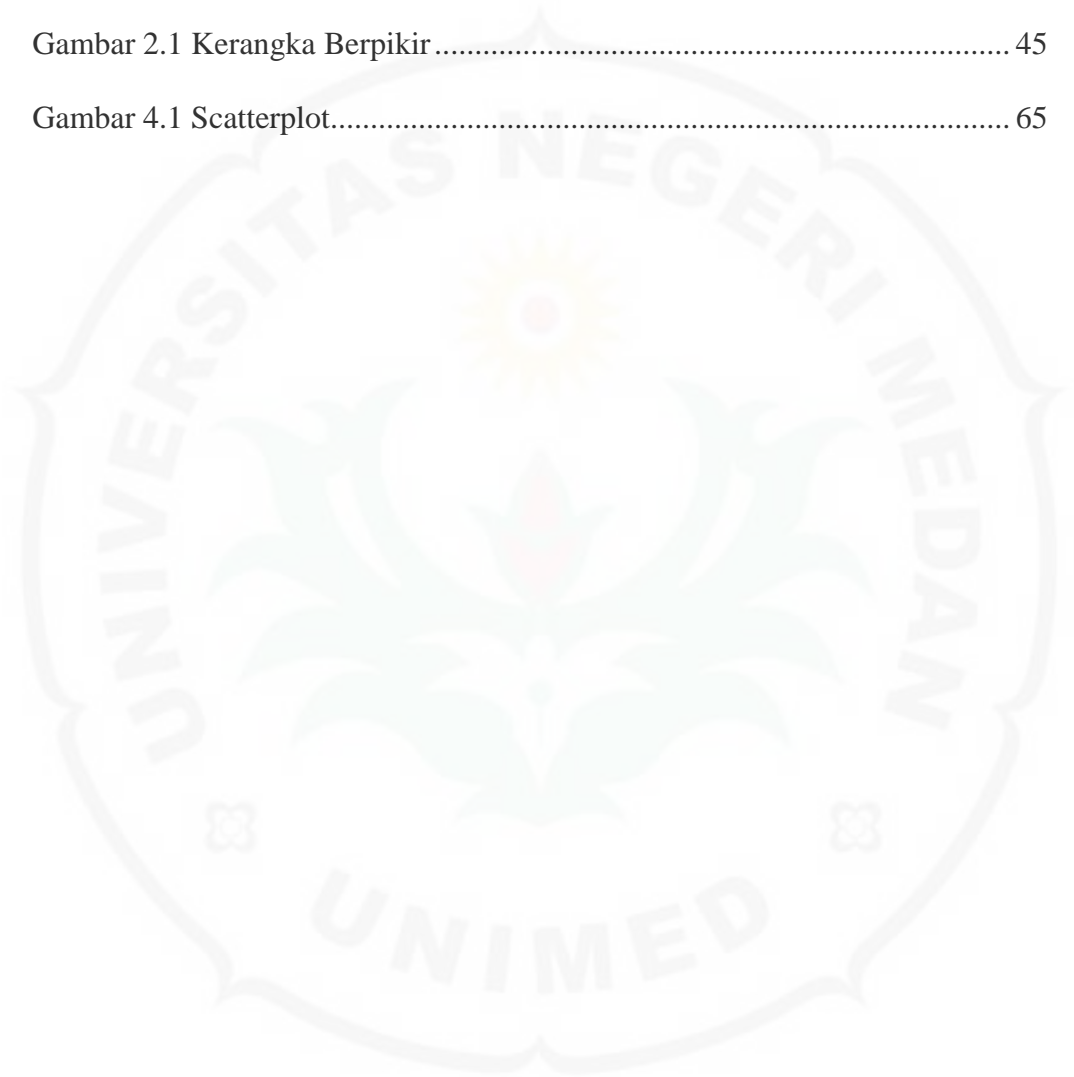 Gambar 2.1 Kerangka Berpikir........................................................................ 45
Gambar 4.1 Scatterplot..................................................................................... 65
UNIVERSITAS NEGERI MEDAN
UNIMED